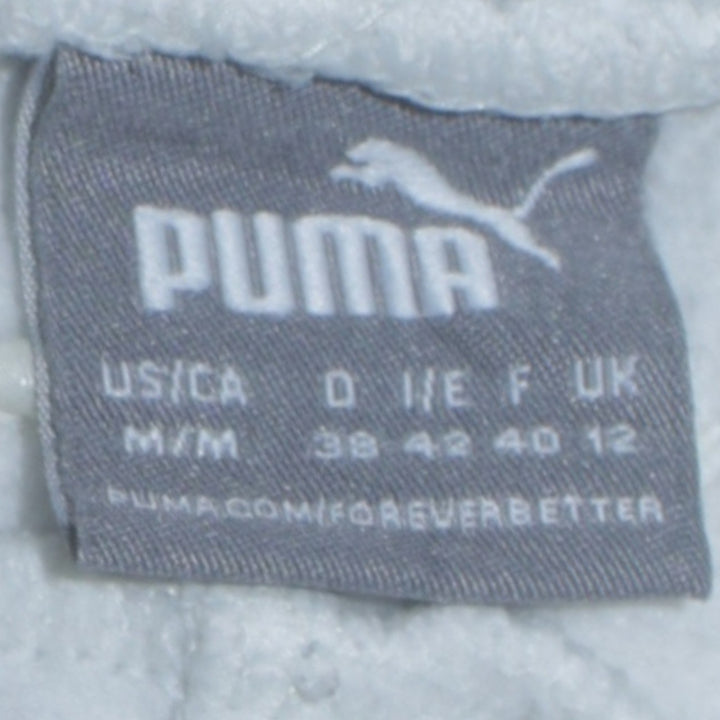 PUMA
US/CA D I/E F UK
M/M 38 42 40 12
PUMA.COM/FOREVERBETTER